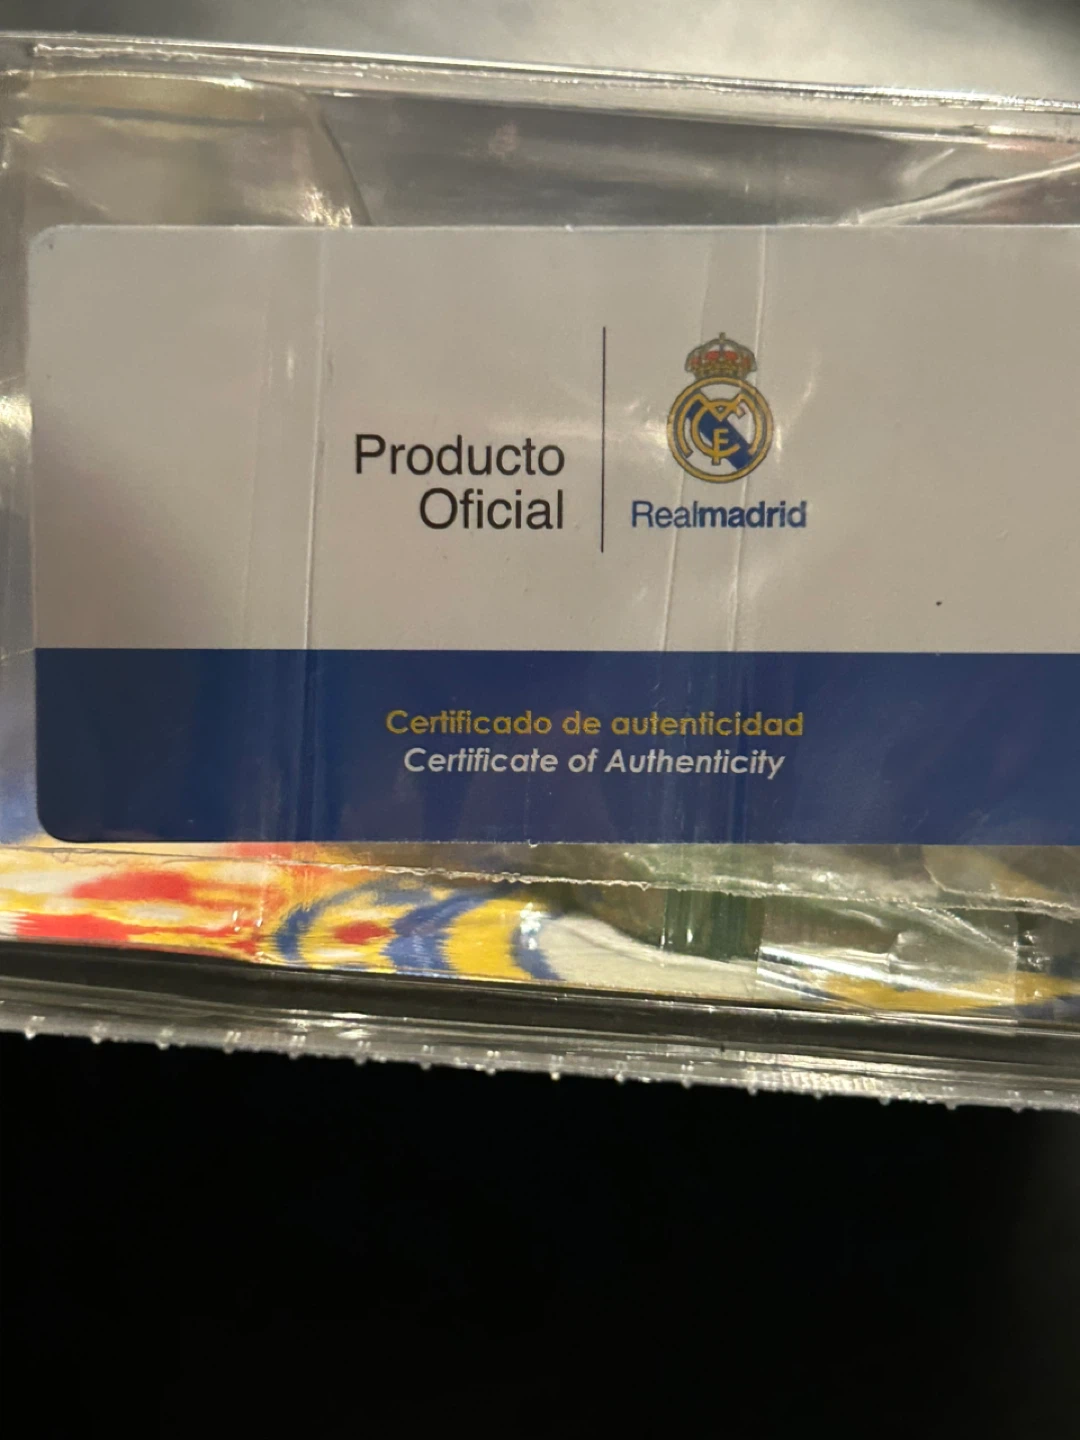 Producto
Oficial
Realmadrid
Certificado de autenticidad
Certificate of Authenticity